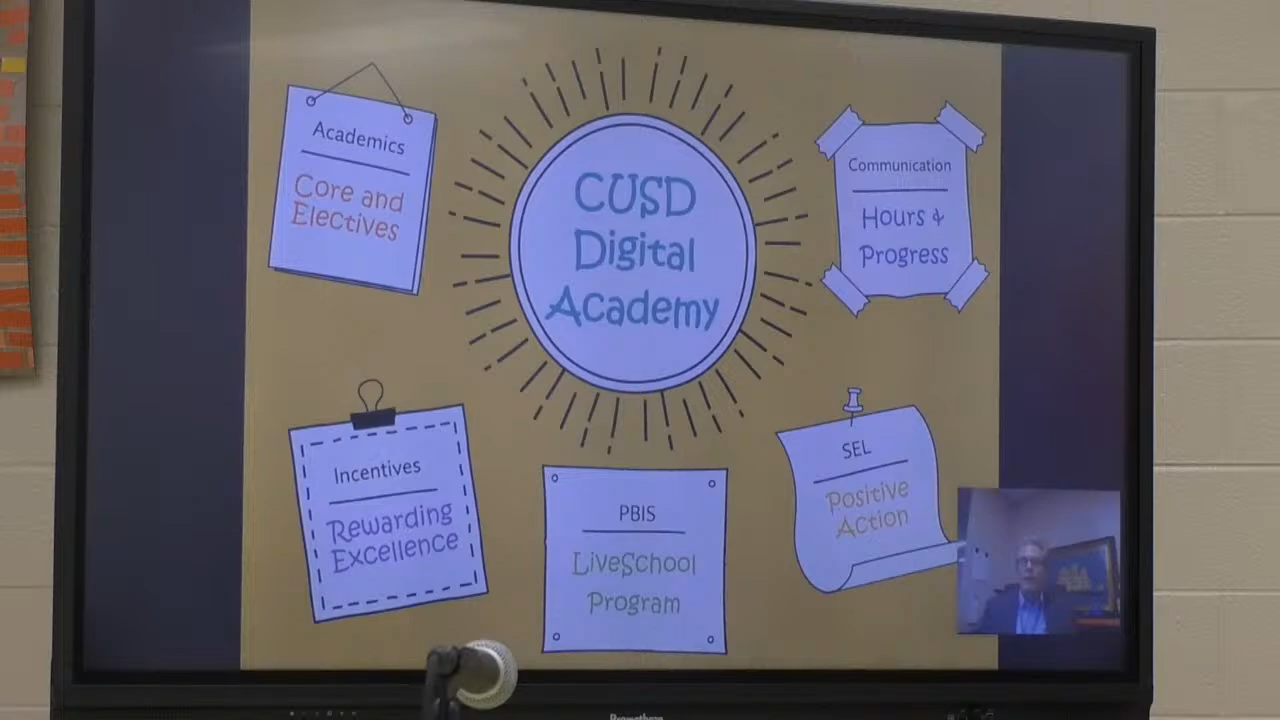 Academics
Core and
Electives
CUSD
Digital
Academy
Communication
Hours &
Progress
Incentives
Rewarding
Excellence
PBIS
LiveSchool
Program
SEL
Positive
Action
Promethean